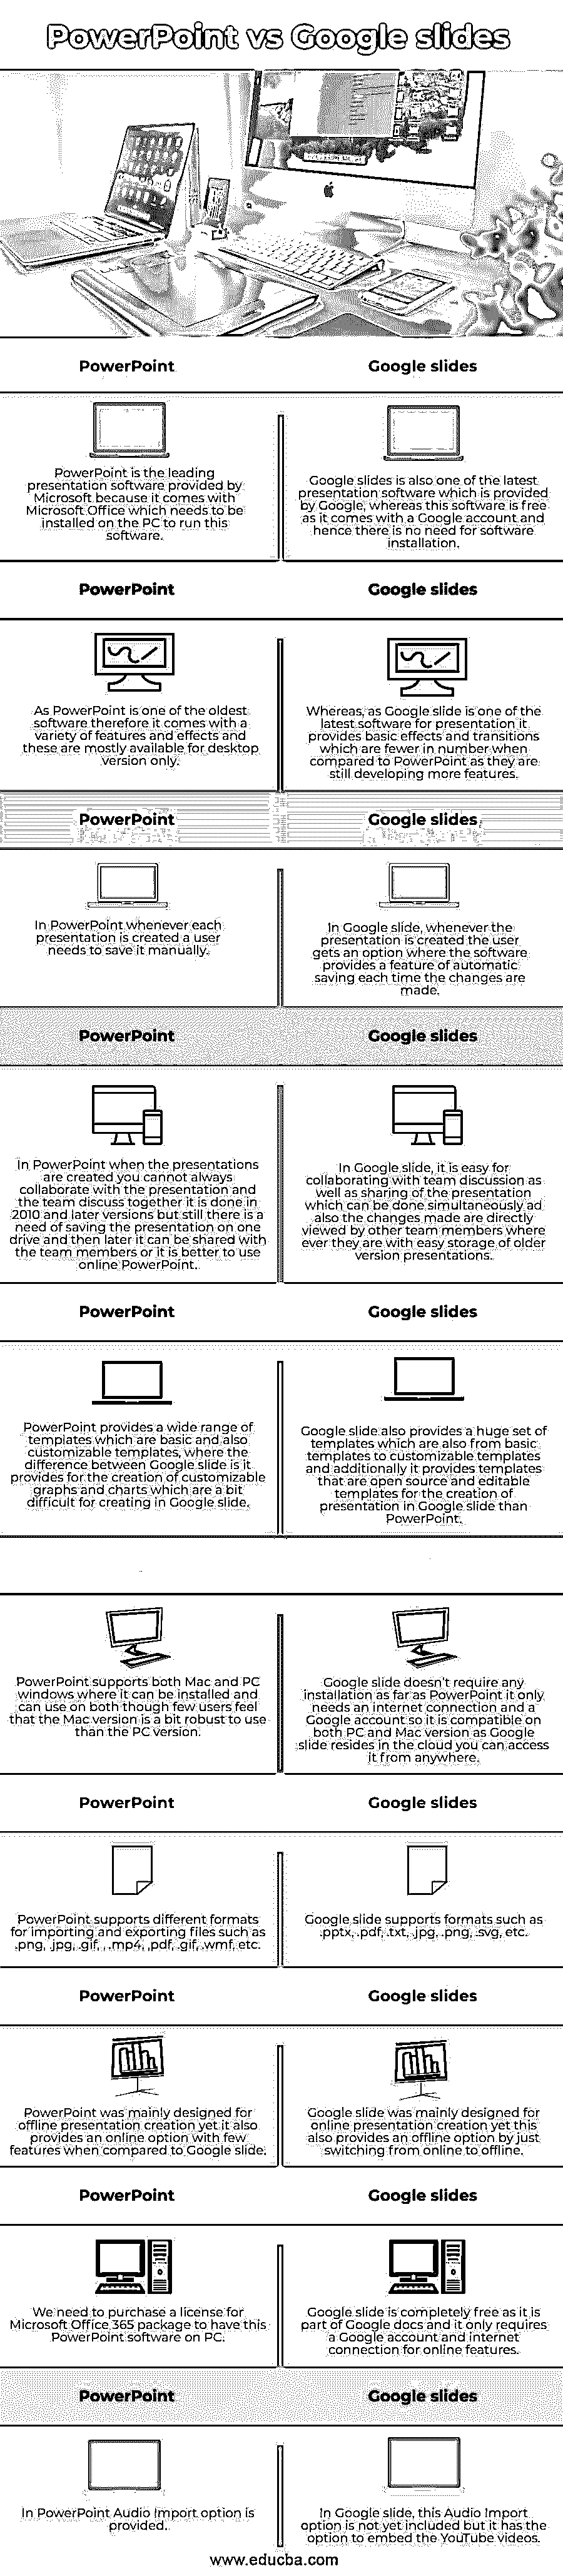 PowerPoint vs Google slides
PowerPoint
Google slides
PowerPoint is the leading
presentation software provided by
Microsoft because it comes with
Microsoft Office which needs to be
installed on the PC to run this
software.
Google slides is also one of the latest
presentation software which is provided
by Google, whereas this software is free
as it comes with a Google account and
hence there is no need for software
installation.
PowerPoint
Google slides
As PowerPoint is one of the oldest
software therefore it comes with a
variety of features and effects and
these are mostly available for desktop
version only.
Whereas, as Google slide is one of the
latest software for presentation it
provides basic effects and transitions
which are fewer in number when
compared to PowerPoint as they are
still developing more features.
PowerPoint
Google slides
In PowerPoint whenever each
presentation is created a user
needs to save it manually.
In Google slide, whenever the
presentation is created the user
gets an option where the software
provides a feature of automatic
saving each time the changes are
made.
PowerPoint
Google slides
In PowerPoint when the presentations
are created you cannot always
collaborate with the presentation and
the team discuss together it is done in
2010 and later versions but still there is a
need of saving the presentation on one
drive and then later it can be shared with
the team members or it is better to use
online PowerPoint.
In Google slide, it is easy for
collaborating with team discussion as
well as sharing of the presentation
which can be done simultaneously ad
also the changes made are directly
viewed by other team members where
ever they are with easy storage of older
version presentations.
PowerPoint
Google slides
PowerPoint provides a wide range of
templates which are basic and also
customizable templates, where the
difference between Google slide is it
provides for the creation of customizable
graphs and charts which are a bit
difficult for creating in Google slide.
Google slide also provides a huge set of
templates which are also from basic
templates to customizable templates
and additionally it provides templates
that are open source and editable
templates for the creation of
presentation in Google slide than
PowerPoint.
PowerPoint supports both Mac and PC
windows where it can be installed and
can use on both though few users feel
that the Mac version is a bit robust to use
than the PC version.
Google slide doesn't require any
installation as far as PowerPoint it only
needs an internet connection and a
Google account so it is compatible on
both PC and Mac version as Google
slide resides in the cloud you can access
it from anywhere.
PowerPoint
Google slides
PowerPoint supports different formats
for importing and exporting files such as
.png, .jpg, .gif, .mp4, .pdf, .gif, .wmf, etc.
Google slide supports formats such as
.pptx, .pdf, .txt, .jpg, .png, .svg, etc.
PowerPoint
Google slides
PowerPoint was mainly designed for
offline presentation creation yet it also
provides an online option with few
features when compared to Google slide.
Google slide was mainly designed for
online presentation creation yet this
also provides an offline option by just
switching from online to offline.
PowerPoint
Google slides
We need to purchase a license for
Microsoft Office 365 package to have this
PowerPoint software on PC.
Google slide is completely free as it is
part of Google docs and it only requires
a Google account and internet
connection for online features.
PowerPoint
Google slides
In PowerPoint Audio Import option is
provided.
In Google slide, this Audio Import
option is not yet included but it has the
option to embed the YouTube videos.
www.educba.com